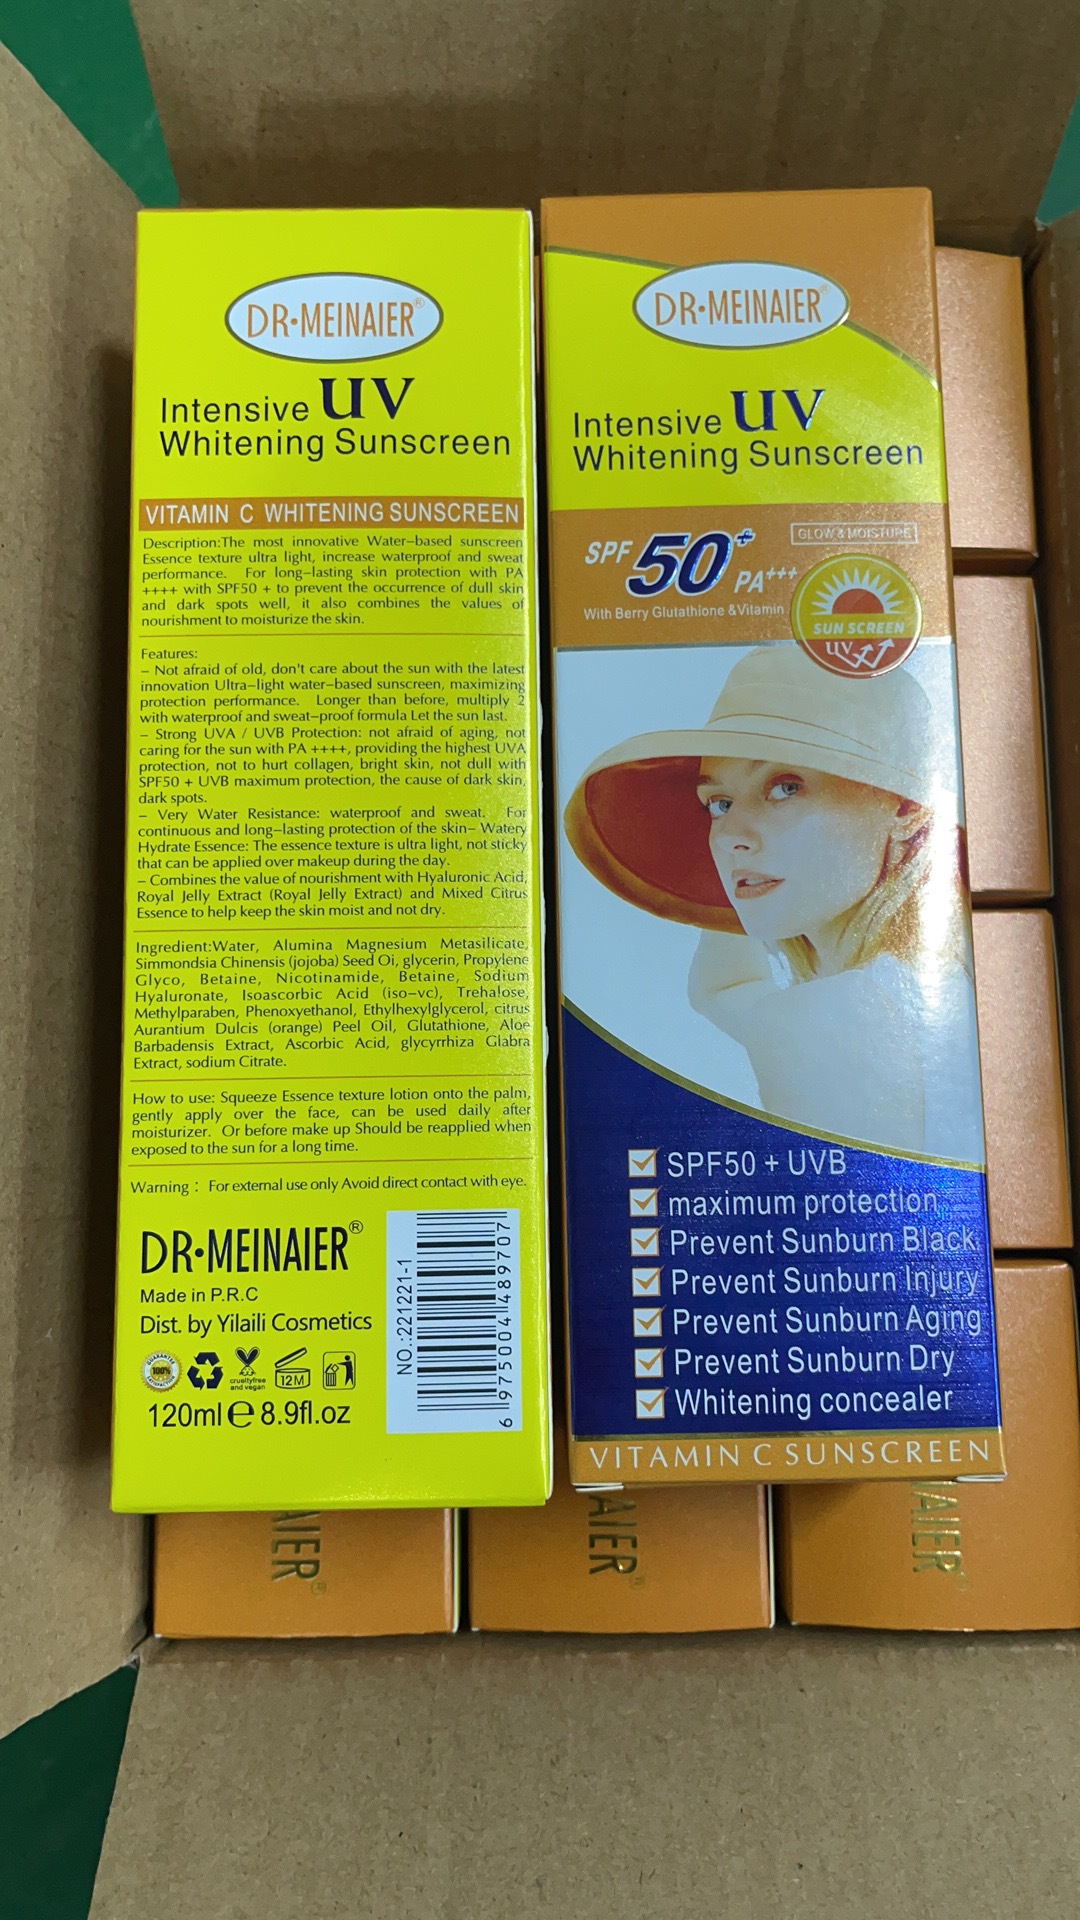 DR·MEINAIER®
Intensive UV
Whitening Sunscreen
VITAMIN C WHITENING SUNSCREEN
Description:The most innovative Water-based sunscreen
Essence texture ultra light, increase waterproof and sweat
performance. For long-lasting skin protection with PA
++++ with SPF50 + to prevent the occurrence of dull skin
and dark spots well, it also combines the values of
nourishment to moisturize the skin.
Features:
– Not afraid of old, don't care about the sun with the latest
innovation Ultra-light water-based sunscreen, maximizing
protection performance. Longer than before, multiply 2
with waterproof and sweat-proof formula Let the sun last.
– Strong UVA / UVB Protection: not afraid of aging, not
caring for the sun with PA ++++, providing the highest UVA
protection, not to hurt collagen, bright skin, not dull with
SPF50 + UVB maximum protection, the cause of dark skin,
dark spots.
– Very Water Resistance: waterproof and sweat. For
continuous and long-lasting protection of the skin– Watery
Hydrate Essence: The essence texture is ultra light, not sticky
that can be applied over makeup during the day.
– Combines the value of nourishment with Hyaluronic Acid,
Royal Jelly Extract (Royal Jelly Extract) and Mixed Citrus
Essence to help keep the skin moist and not dry.
Ingredient:Water, Alumina Magnesium Metasilicate,
Simmondsia Chinensis (jojoba) Seed Oi, glycerin, Propylene
Glyco, Betaine, Nicotinamide, Betaine, Sodium
Hyaluronate, Isoascorbic Acid (iso-vc), Trehalose,
Methylparaben, Phenoxyethanol, Ethylhexylglycerol, citrus
Aurantium Dulcis (orange) Peel Oil, Glutathione, Aloe
Barbadensis Extract, Ascorbic Acid, glycyrrhiza Glabra
Extract, sodium Citrate.
How to use: Squeeze Essence texture lotion onto the palm,
gently apply over the face, can be used daily after
moisturizer. Or before make up Should be reapplied when
exposed to the sun for a long time.
Warning : For external use only Avoid direct contact with eye.
DR·MEINAIER®
Made in P.R.C
Dist. by Yilaili Cosmetics
GUARANTEE
100%
SATISFACTION
crueltyfree
and vegan
12M
120ml e 8.9fl.oz
NO.:221221-1
6 975004 489707
DR·MEINAIER®
Intensive UV
Whitening Sunscreen
SPF 50+ PA+++
GLOW & MOISTURE
With Berry Glutathione &Vitamin
SUN SCREEN
UV
SPF50 + UVB
maximum protection
Prevent Sunburn Black
Prevent Sunburn Injury
Prevent Sunburn Aging
Prevent Sunburn Dry
Whitening concealer
VITAMIN C SUNSCREEN
AIER®
AIER®
AIER®